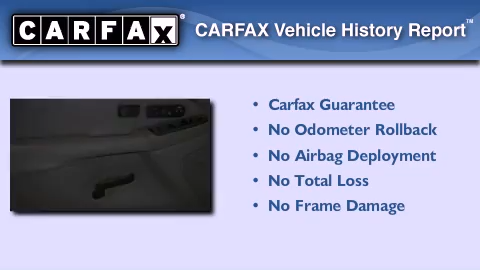 CARFAX®
CARFAX Vehicle History Report™
• Carfax Guarantee
• No Odometer Rollback
• No Airbag Deployment
• No Total Loss
• No Frame Damage